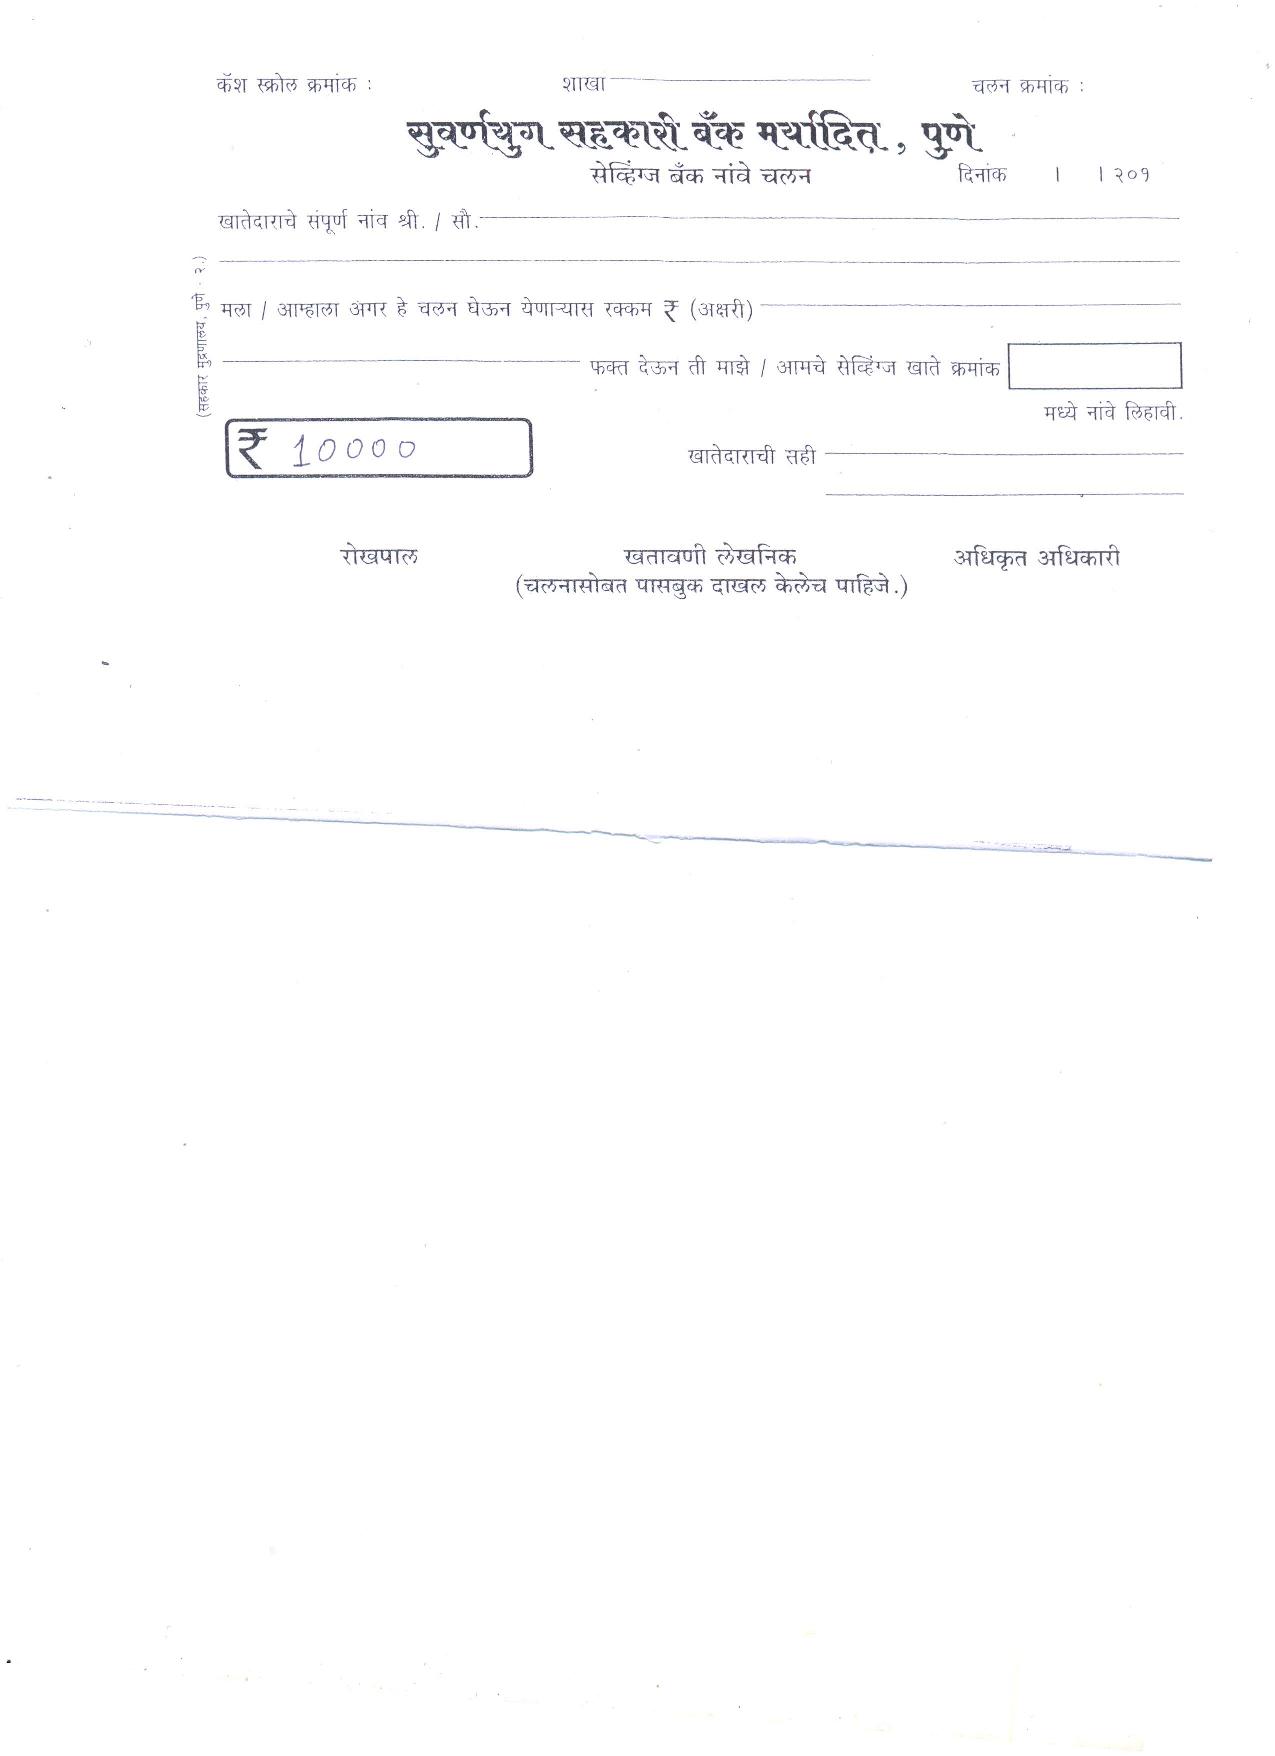 कॅश स्क्रोल क्रमांक : शाखा चलन क्रमांक :
सुवर्णयुग सहकारी बँक मर्यादित, पुणे
सेव्हिंग्ज बँक नांवे चलन दिनांक । । २०१
खातेदाराचे संपूर्ण नांव श्री. / सौ.
मला / आम्हाला अगर हे चलन घेऊन येणाऱ्यास रक्कम ₹ (अक्षरी)
फक्त देऊन ती माझे / आमचे सेव्हिंग्ज खाते क्रमांक
मध्ये नांवे लिहावी.
₹ 10000
खातेदाराची सही
रोखपाल खतावणी लेखनिक अधिकृत अधिकारी
(चलनासोबत पासबुक दाखल केलेच पाहिजे.)
(सहकार मुद्रणालय, पुणे - २.)